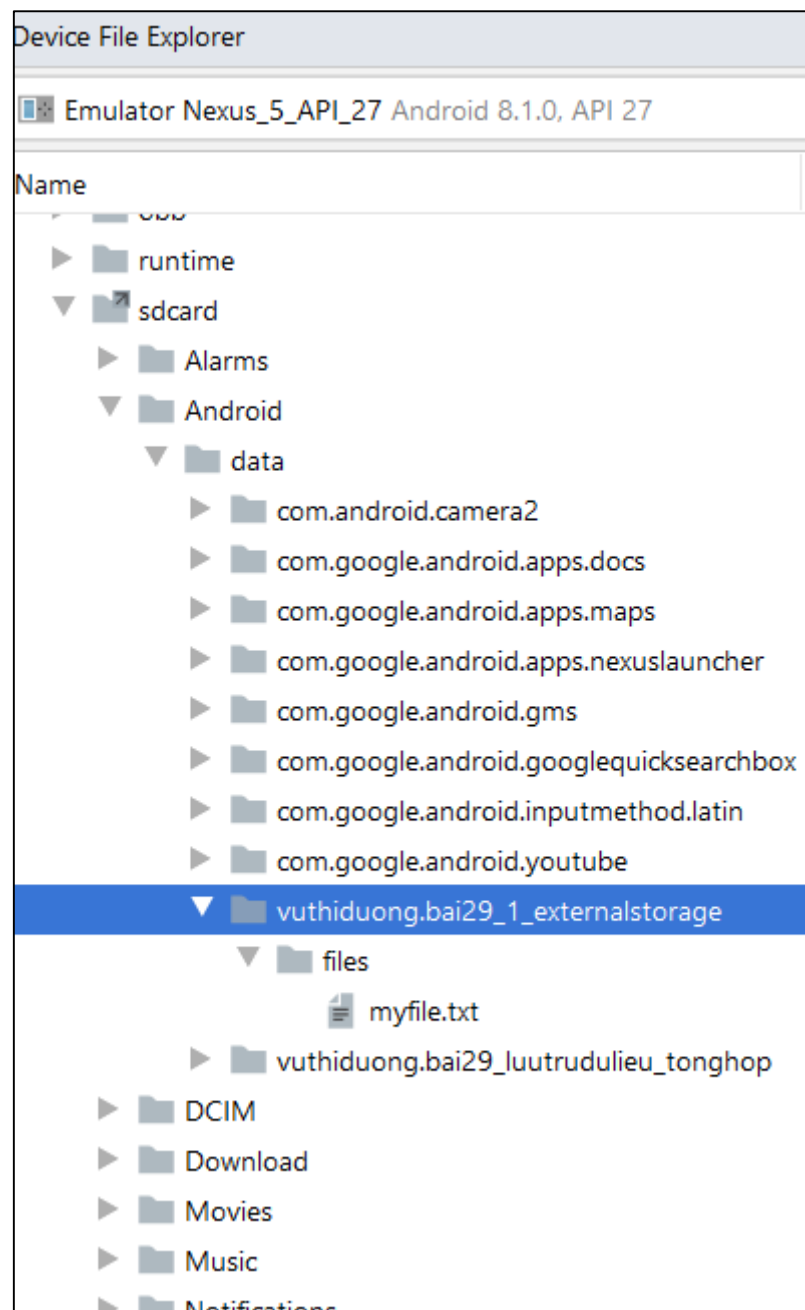 Device File Explorer
Emulator Nexus_5_API_27 Android 8.1.0, API 27
Name
obb
runtime
sdcard
Alarms
Android
data
com.android.camera2
com.google.android.apps.docs
com.google.android.apps.maps
com.google.android.apps.nexuslauncher
com.google.android.gms
com.google.android.googlequicksearchbox
com.google.android.inputmethod.latin
com.google.android.youtube
vuthiduong.bai29_1_externalstorage
files
myfile.txt
vuthiduong.bai29_luutrudulieu_tonghop
DCIM
Download
Movies
Music
Notifications